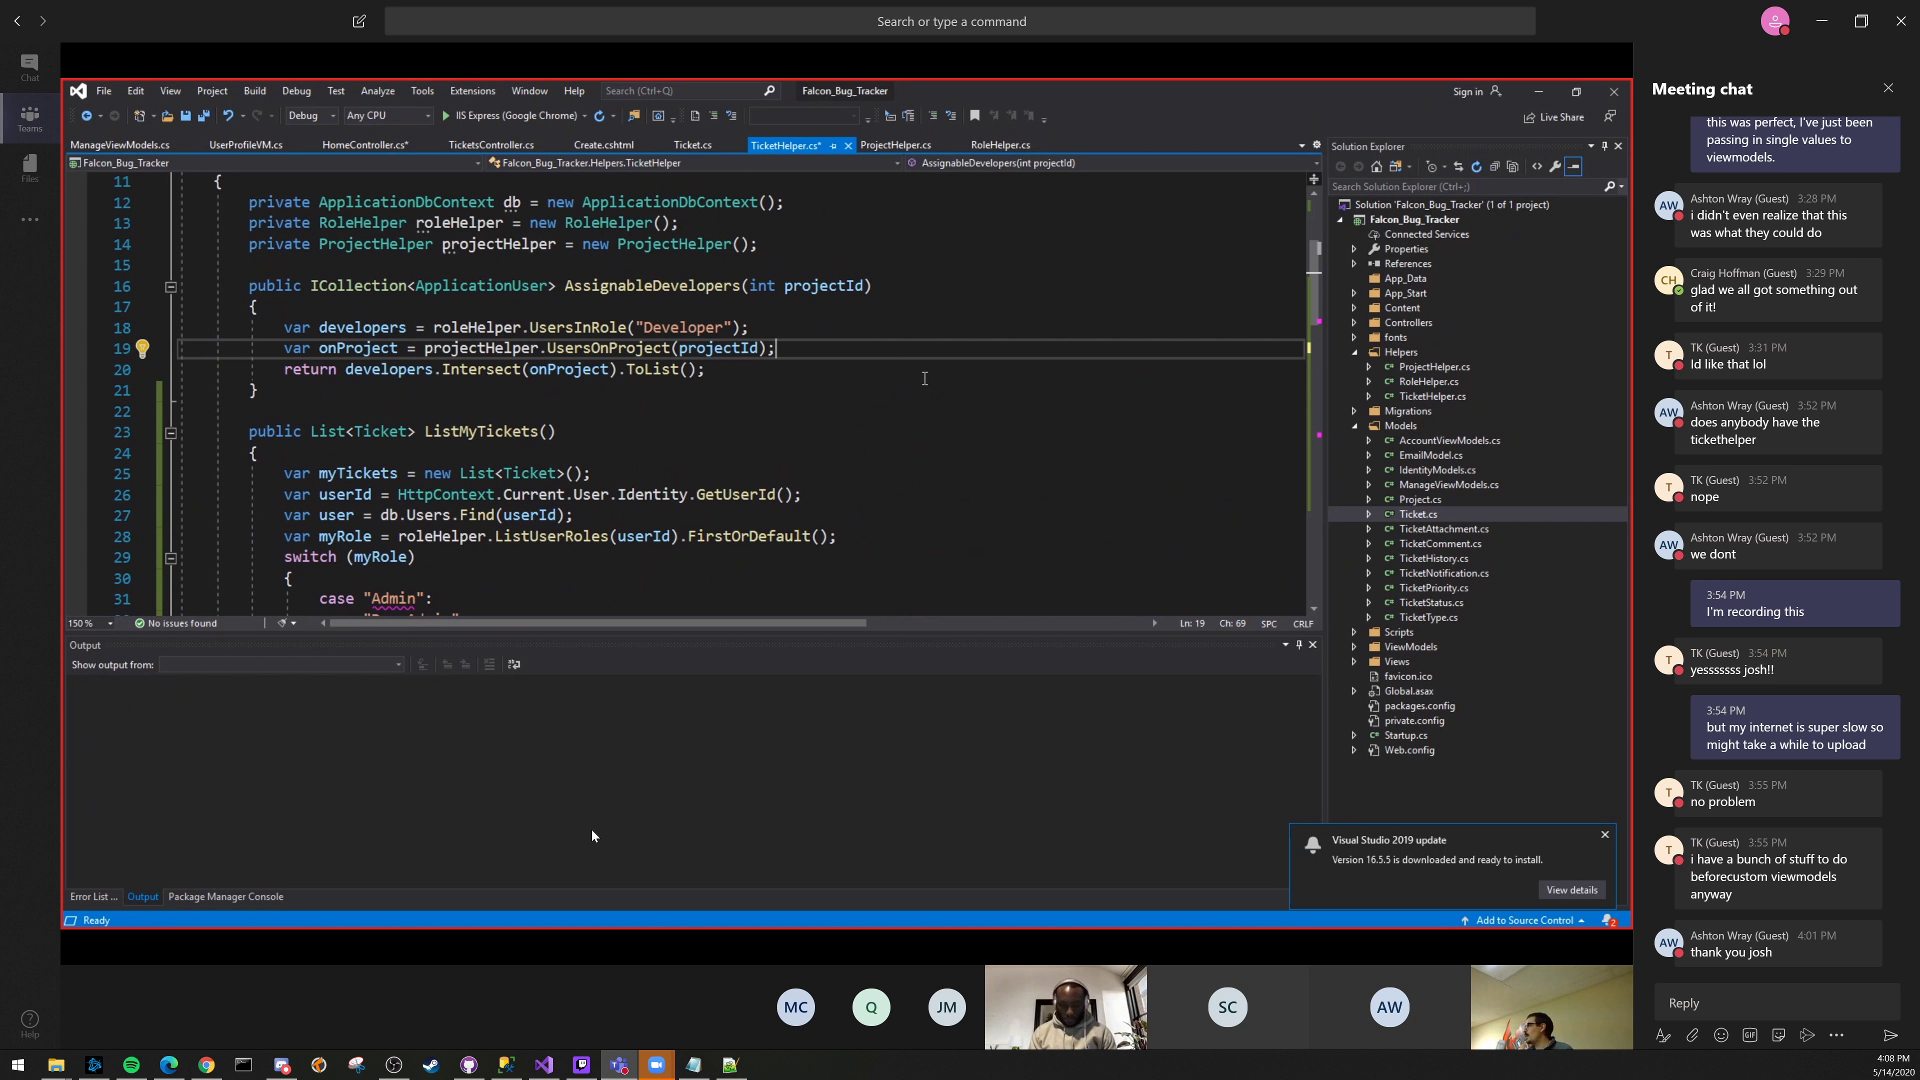 Search or type a command
Chat
Teams
Files
Help
File Edit View Project Build Debug Test Analyze Tools Extensions Window Help Search (Ctrl+Q) Falcon_Bug_Tracker Sign in
Debug Any CPU IIS Express (Google Chrome) Live Share
ManageViewModels.cs UserProfileVM.cs HomeController.cs* TicketsController.cs Create.cshtml Ticket.cs TicketHelper.cs* ProjectHelper.cs RoleHelper.cs
Falcon_Bug_Tracker Falcon_Bug_Tracker.Helpers.TicketHelper AssignableDevelopers(int projectId)
11 {
12 private ApplicationDbContext db = new ApplicationDbContext();
13 private RoleHelper roleHelper = new RoleHelper();
14 private ProjectHelper projectHelper = new ProjectHelper();
15
16 public ICollection<ApplicationUser> AssignableDevelopers(int projectId)
17 {
18 var developers = roleHelper.UsersInRole("Developer");
19 var onProject = projectHelper.UsersOnProject(projectId);
20 return developers.Intersect(onProject).ToList();
21 }
22
23 public List<Ticket> ListMyTickets()
24 {
25 var myTickets = new List<Ticket>();
26 var userId = HttpContext.Current.User.Identity.GetUserId();
27 var user = db.Users.Find(userId);
28 var myRole = roleHelper.ListUserRoles(userId).FirstOrDefault();
29 switch (myRole)
30 {
31 case "Admin":
150 % No issues found Ln: 19 Ch: 69 SPC CRLF
Output
Show output from:
Error List ... Output Package Manager Console
Ready
Add to Source Control
2
Solution Explorer
Search Solution Explorer (Ctrl+;)
Solution 'Falcon_Bug_Tracker' (1 of 1 project)
Falcon_Bug_Tracker
Connected Services
Properties
References
App_Data
App_Start
Content
Controllers
fonts
Helpers
ProjectHelper.cs
RoleHelper.cs
TicketHelper.cs
Migrations
Models
AccountViewModels.cs
EmailModel.cs
IdentityModels.cs
ManageViewModels.cs
Project.cs
Ticket.cs
TicketAttachment.cs
TicketComment.cs
TicketHistory.cs
TicketNotification.cs
TicketPriority.cs
TicketStatus.cs
TicketType.cs
Scripts
ViewModels
Views
favicon.ico
Global.asax
packages.config
private.config
Startup.cs
Web.config
Visual Studio 2019 update
Version 16.5.5 is downloaded and ready to install.
View details
Meeting chat
this was perfect, I've just been
passing in single values to
viewmodels.
AW Ashton Wray (Guest) 3:28 PM
i didn't even realize that this
was what they could do
CH Craig Hoffman (Guest) 3:29 PM
glad we all got something out
of it!
T TK (Guest) 3:31 PM
Id like that lol
AW Ashton Wray (Guest) 3:52 PM
does anybody have the
tickethelper
T TK (Guest) 3:52 PM
nope
AW Ashton Wray (Guest) 3:52 PM
we dont
3:54 PM
I'm recording this
T TK (Guest) 3:54 PM
yesssssss josh!!
3:54 PM
but my internet is super slow so
might take a while to upload
T TK (Guest) 3:55 PM
no problem
T TK (Guest) 3:55 PM
i have a bunch of stuff to do
beforecustom viewmodels
anyway
AW Ashton Wray (Guest) 4:01 PM
thank you josh
Reply
GIF
MC Q JM SC AW
4:08 PM
5/14/2020